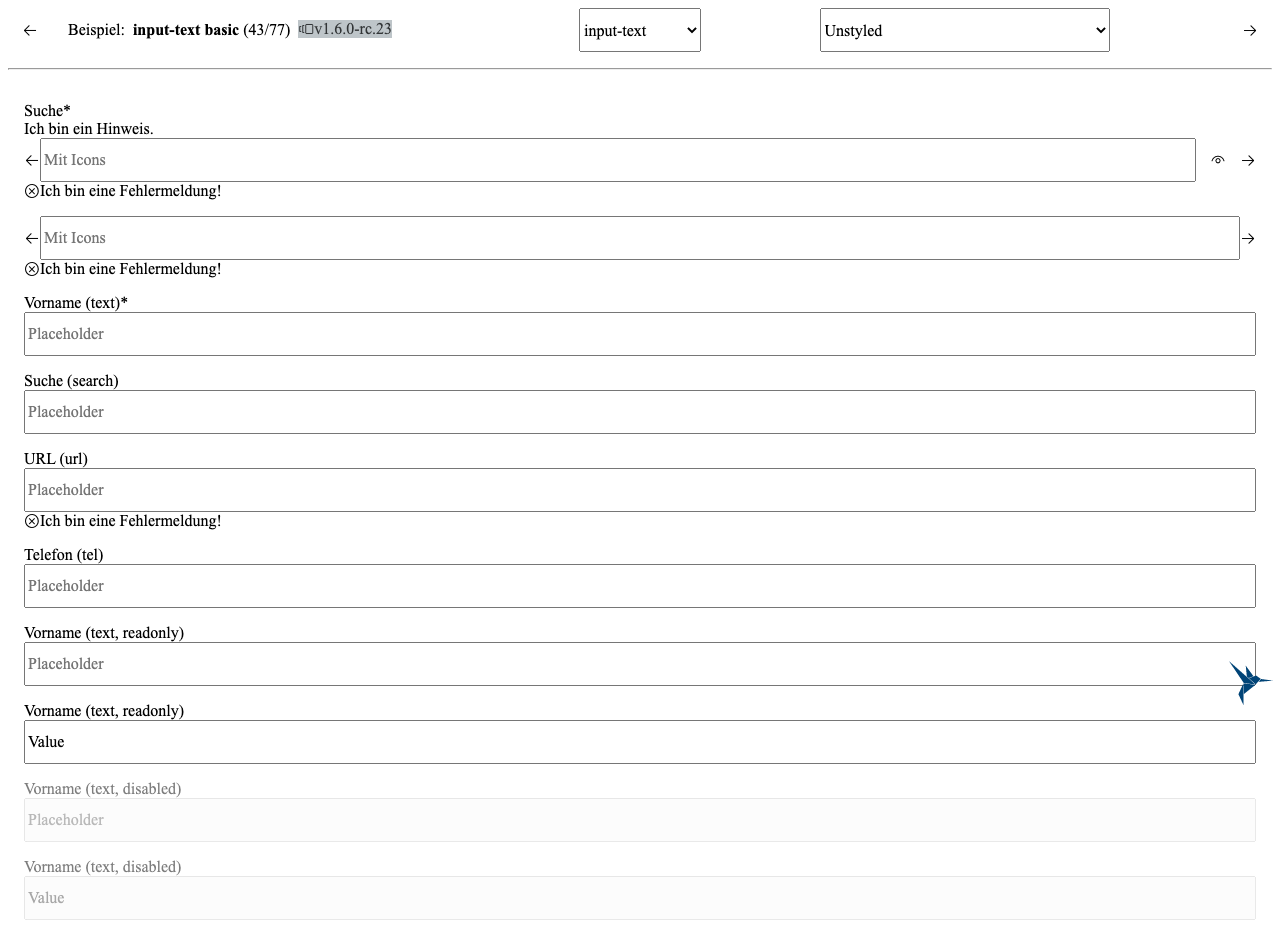 Beispiel: input-text basic (43/77) v1.6.0-rc.23 input-text Unstyled
Suche*
Ich bin ein Hinweis.
Mit Icons
Ich bin eine Fehlermeldung!
Mit Icons
Ich bin eine Fehlermeldung!
Vorname (text)*
Placeholder
Suche (search)
Placeholder
URL (url)
Placeholder
Ich bin eine Fehlermeldung!
Telefon (tel)
Placeholder
Vorname (text, readonly)
Placeholder
Vorname (text, readonly)
Value
Vorname (text, disabled)
Placeholder
Vorname (text, disabled)
Value